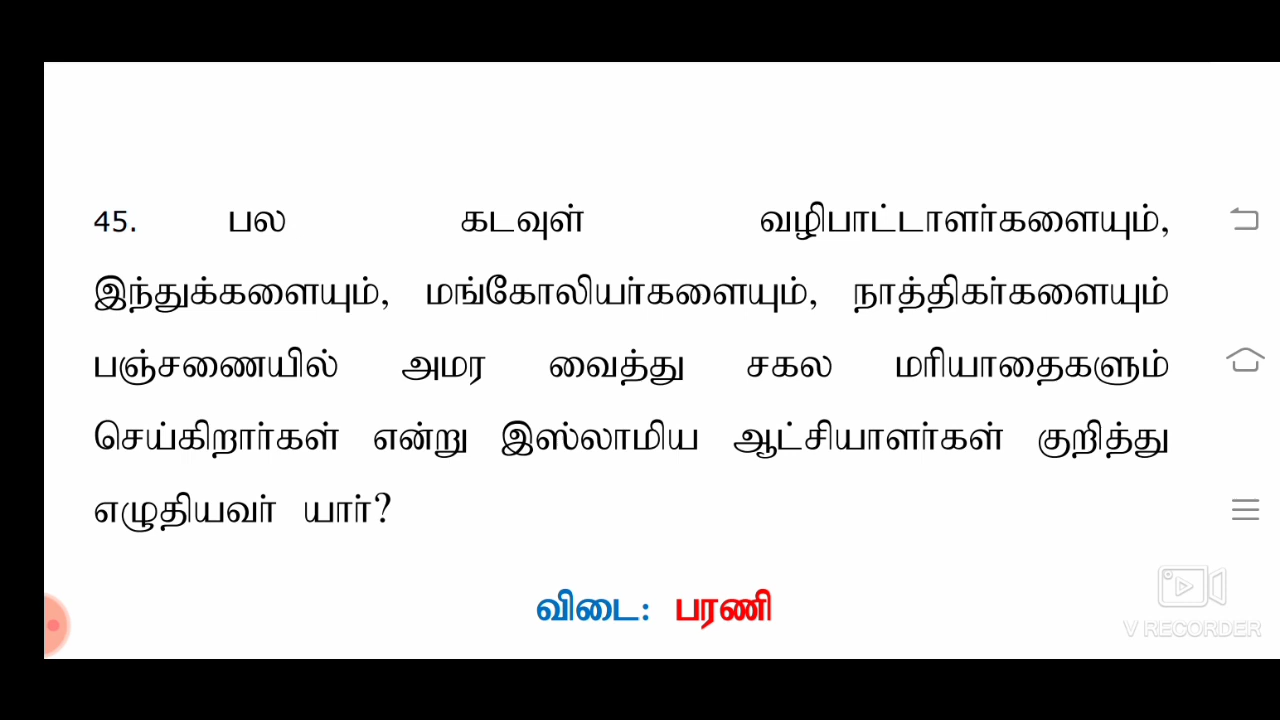 45. பல கடவுள் வழிபாட்டாளர்களையும்,
இந்துக்களையும், மங்கோலியர்களையும், நாத்திகர்களையும்
பஞ்சணையில் அமர வைத்து சகல மரியாதைகளும்
செய்கிறார்கள் என்று இஸ்லாமிய ஆட்சியாளர்கள் குறித்து
எழுதியவர் யார்?
விடை: பரணி
V RECORDER